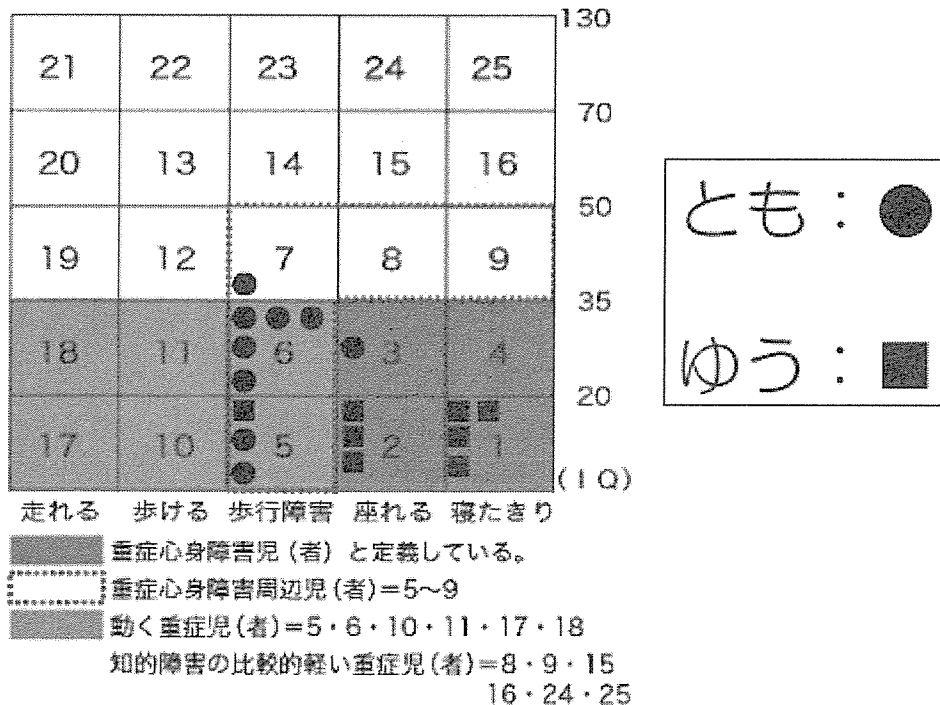 130
21 22 23 24 25
70
20 13 14 15 16
50
19 12 7 8 9
35
18 11 6 3 4
20
17 10 5 2 1
(IQ)
走れる 歩ける 歩行障害 座れる 寝たきり
重症心身障害児(者)と定義している。
重症心身障害周辺児(者)=5〜9
動く重症児(者)=5・6・10・11・17・18
知的障害の比較的軽い重症児(者)=8・9・15
16・24・25
とも:●
ゆう:■